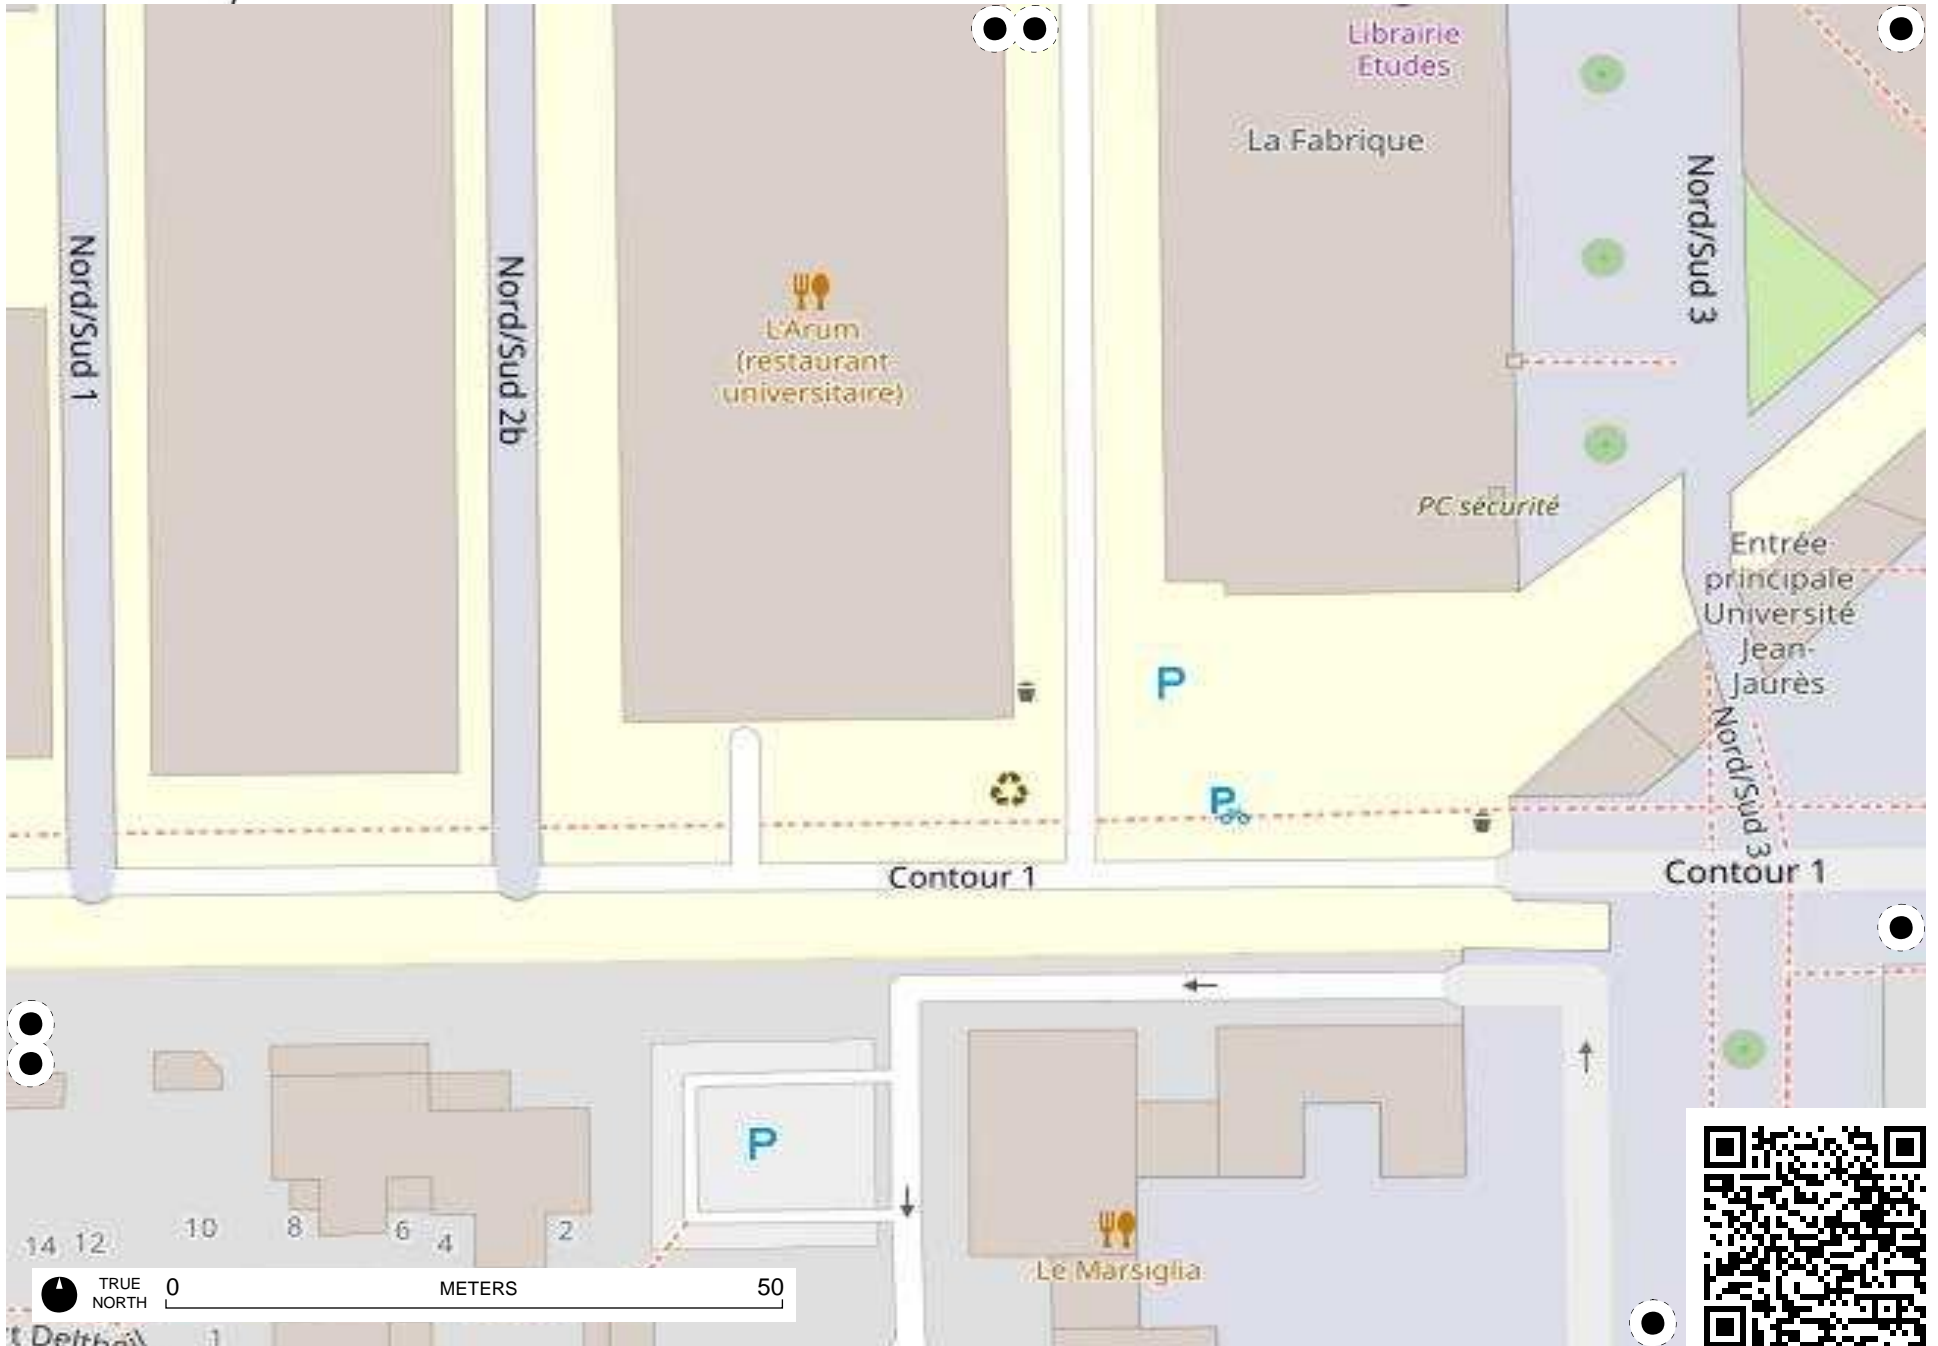 Librairie
Etudes
La Fabrique
Nord/Sud 3
Nord/Sud 1
Nord/Sud 2b
L'Arum
(restaurant
universitaire)
PC sécurité
Entrée
principale
Université
Jean-
Jaurès
P
Nord/Sud 3
P
Contour 1
Contour 1
P
14
12
10
8
6
4
2
Le Marsiglia
TRUE
NORTH
0
METERS
50
1